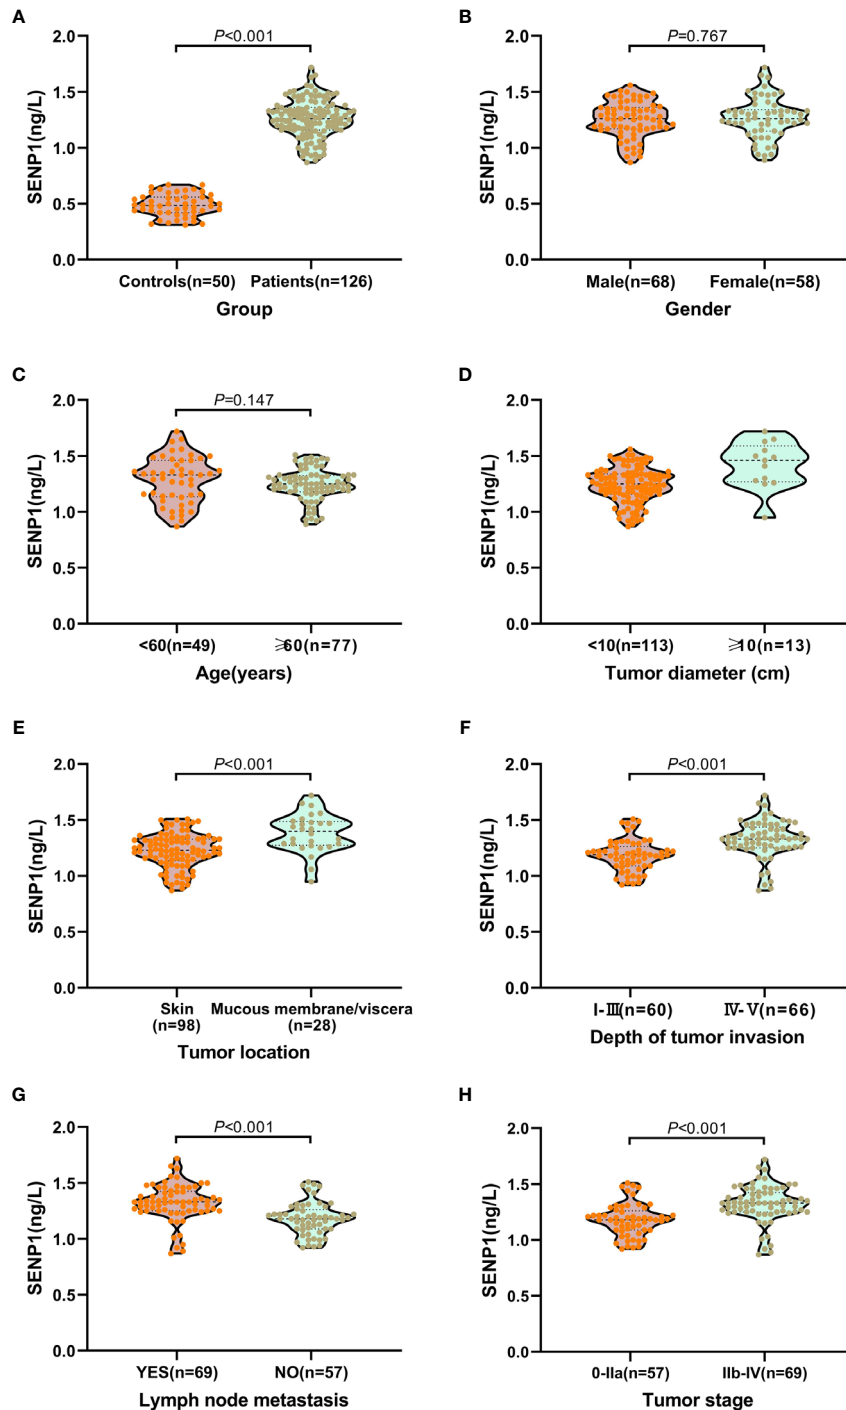 A
P<0.001
SENP1(ng/L)
2.0
1.5
1.0
0.5
0.0
Controls(n=50) Patients(n=126)
Group
B
P=0.767
SENP1(ng/L)
2.0
1.5
1.0
0.5
0.0
Male(n=68) Female(n=58)
Gender
C
P=0.147
SENP1(ng/L)
2.0
1.5
1.0
0.5
0.0
<60(n=49) ⩾60(n=77)
Age(years)
D
SENP1(ng/L)
2.0
1.5
1.0
0.5
0.0
<10(n=113) ⩾10(n=13)
Tumor diameter (cm)
E
P<0.001
SENP1(ng/L)
2.0
1.5
1.0
0.5
0.0
Skin Mucous membrane/viscera
(n=98) (n=28)
Tumor location
F
P<0.001
SENP1(ng/L)
2.0
1.5
1.0
0.5
0.0
I-Ⅲ(n=60) Ⅳ-Ⅴ(n=66)
Depth of tumor invasion
G
P<0.001
SENP1(ng/L)
2.0
1.5
1.0
0.5
0.0
YES(n=69) NO(n=57)
Lymph node metastasis
H
P<0.001
SENP1(ng/L)
2.0
1.5
1.0
0.5
0.0
0-IIa(n=57) IIb-IV(n=69)
Tumor stage